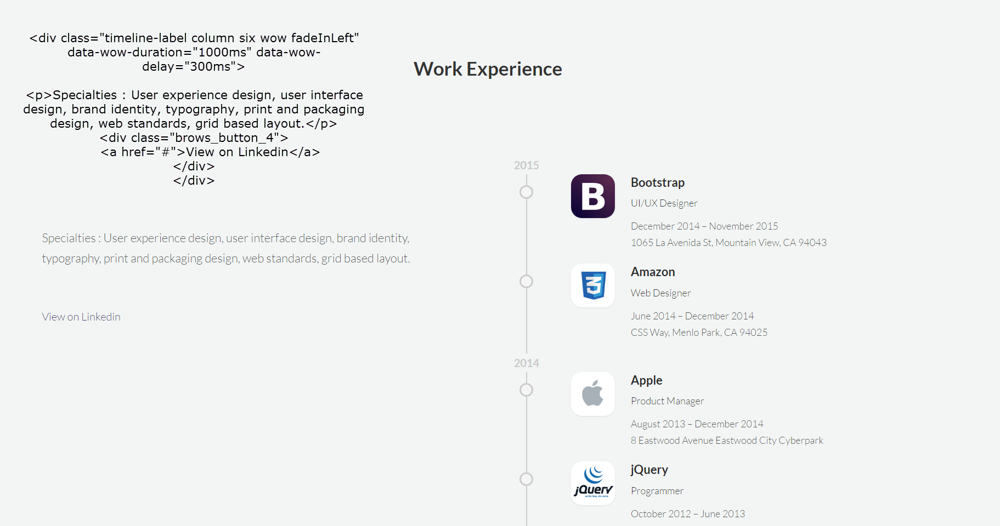 <div class="timeline-label column six wow fadeInLeft"
data-wow-duration="1000ms" data-wow-
delay="300ms">
<p>Specialties : User experience design, user interface
design, brand identity, typography, print and packaging
design, web standards, grid based layout.</p>
<div class="brows_button_4">
<a href="#">View on Linkedin</a>
</div>
</div>
Work Experience
Specialties : User experience design, user interface design, brand identity,
typography, print and packaging design, web standards, grid based layout.
View on Linkedin
2015
B
Bootstrap
UI/UX Designer
December 2014 – November 2015
1065 La Avenida St, Mountain View, CA 94043
3
Amazon
Web Designer
June 2014 – December 2014
CSS Way, Menlo Park, CA 94025
2014
Apple
Product Manager
August 2013 – December 2014
8 Eastwood Avenue Eastwood City Cyberpark
jQuery
write less, do more.
jQuery
Programmer
October 2012 – June 2013